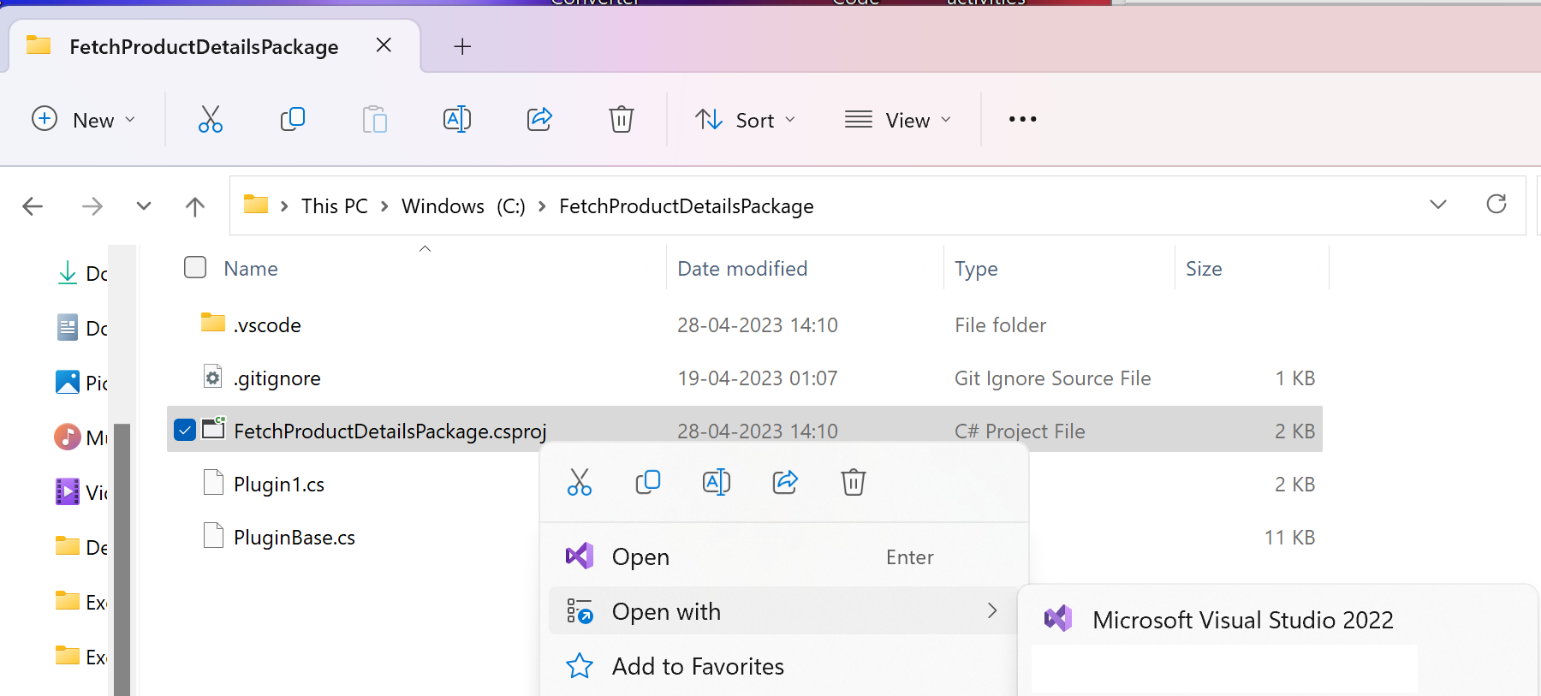 Converter Code activities
FetchProductDetailsPackage
New
Sort
View
This PC > Windows (C:) > FetchProductDetailsPackage
Name Date modified Type Size
Do
.vscode 28-04-2023 14:10 File folder
Do
.gitignore 19-04-2023 01:07 Git Ignore Source File 1 KB
Pic
FetchProductDetailsPackage.csproj 28-04-2023 14:10 C# Project File 2 KB
Mu
Plugin1.cs 2 KB
Vic
PluginBase.cs 11 KB
De
Exe
Exe
Open Enter
Open with
Add to Favorites
Microsoft Visual Studio 2022